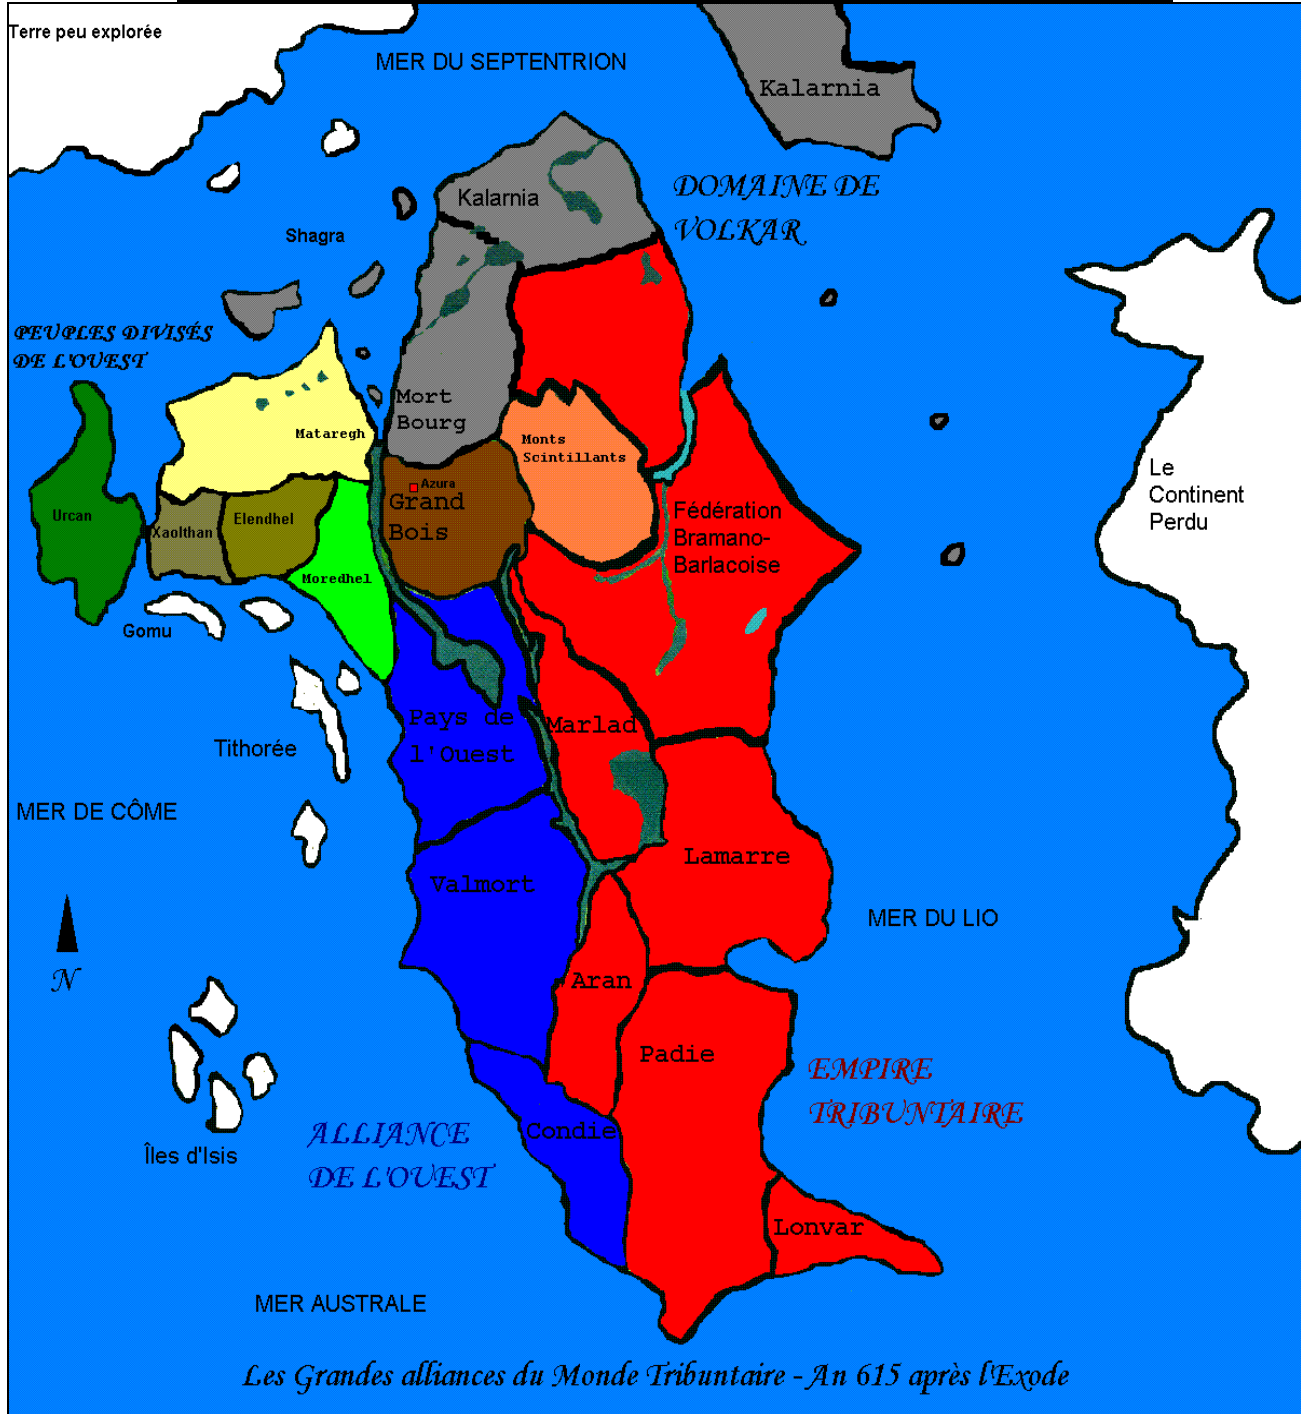 Terre peu explorée
MER DU SEPTENTRION
Kalarnia
Kalarnia
DOMAINE DE
VOLKAR
Shagra
PEUPLES DIVISÉS
DE L'OUEST
Mort
Bourg
Mataregh
Monts
Scintillants
Le
Continent
Perdu
Azura
Grand
Bois
Urcan
Xaolthan
Elendhel
Moredhel
Fédération
Bramano-
Barlacoise
Gomu
Pays de
l'Ouest
Marlad
Tithorée
MER DE CÔME
Lamarre
Valmort
MER DU LIO
N
Aran
Padie
EMPIRE
TRIBUNTAIRE
ALLIANCE
DE L'OUEST
Condie
Îles d'Isis
Lonvar
MER AUSTRALE
Les Grandes alliances du Monde Tribuntaire - An 615 après l'Exode